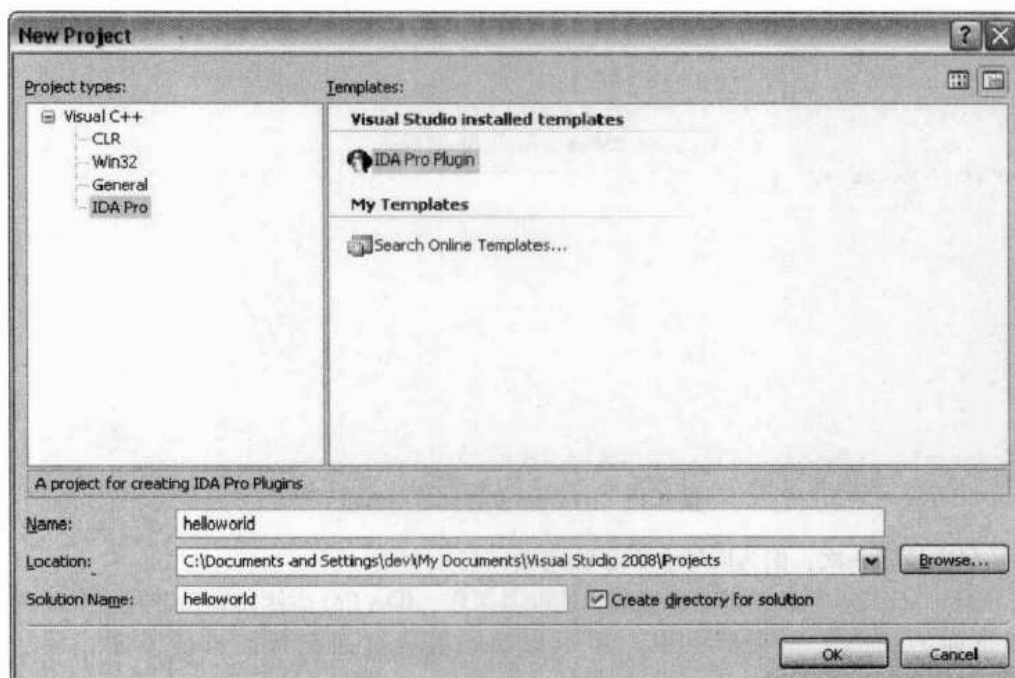 New Project
Project types:
Templates:
Visual C++
CLR
Win32
General
IDA Pro
Visual Studio installed templates
IDA Pro Plugin
My Templates
Search Online Templates...
A project for creating IDA Pro Plugins
Name:
helloworld
Location:
C:\Documents and Settings\dev\My Documents\Visual Studio 2008\Projects
Browse...
Solution Name:
helloworld
Create directory for solution
OK
Cancel